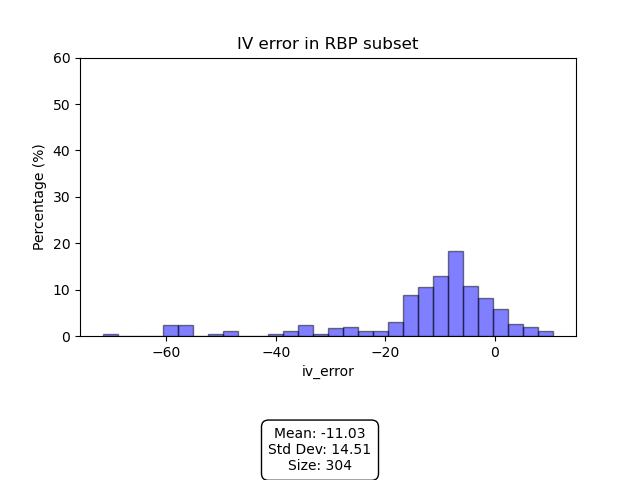 IV error in RBP subset
60
50
40
30
20
10
0
Percentage (%)
−60
−40
−20
0
iv_error
Mean: -11.03
Std Dev: 14.51
Size: 304